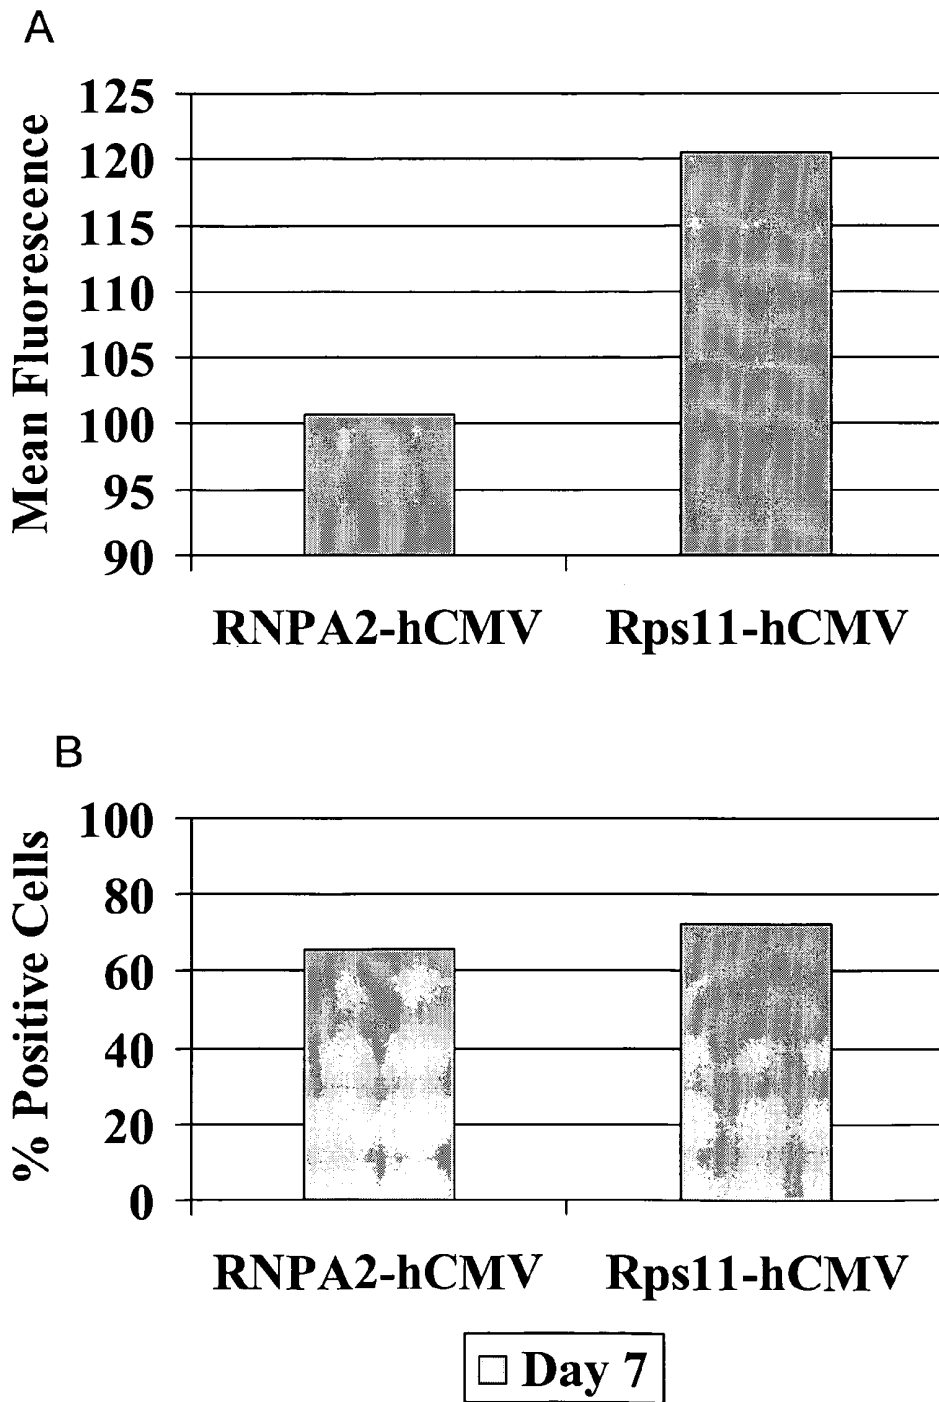 A
Mean Fluorescence
125
120
115
110
105
100
95
90
RNPA2-hCMV Rps11-hCMV
B
% Positive Cells
100
80
60
40
20
0
RNPA2-hCMV Rps11-hCMV
Day 7